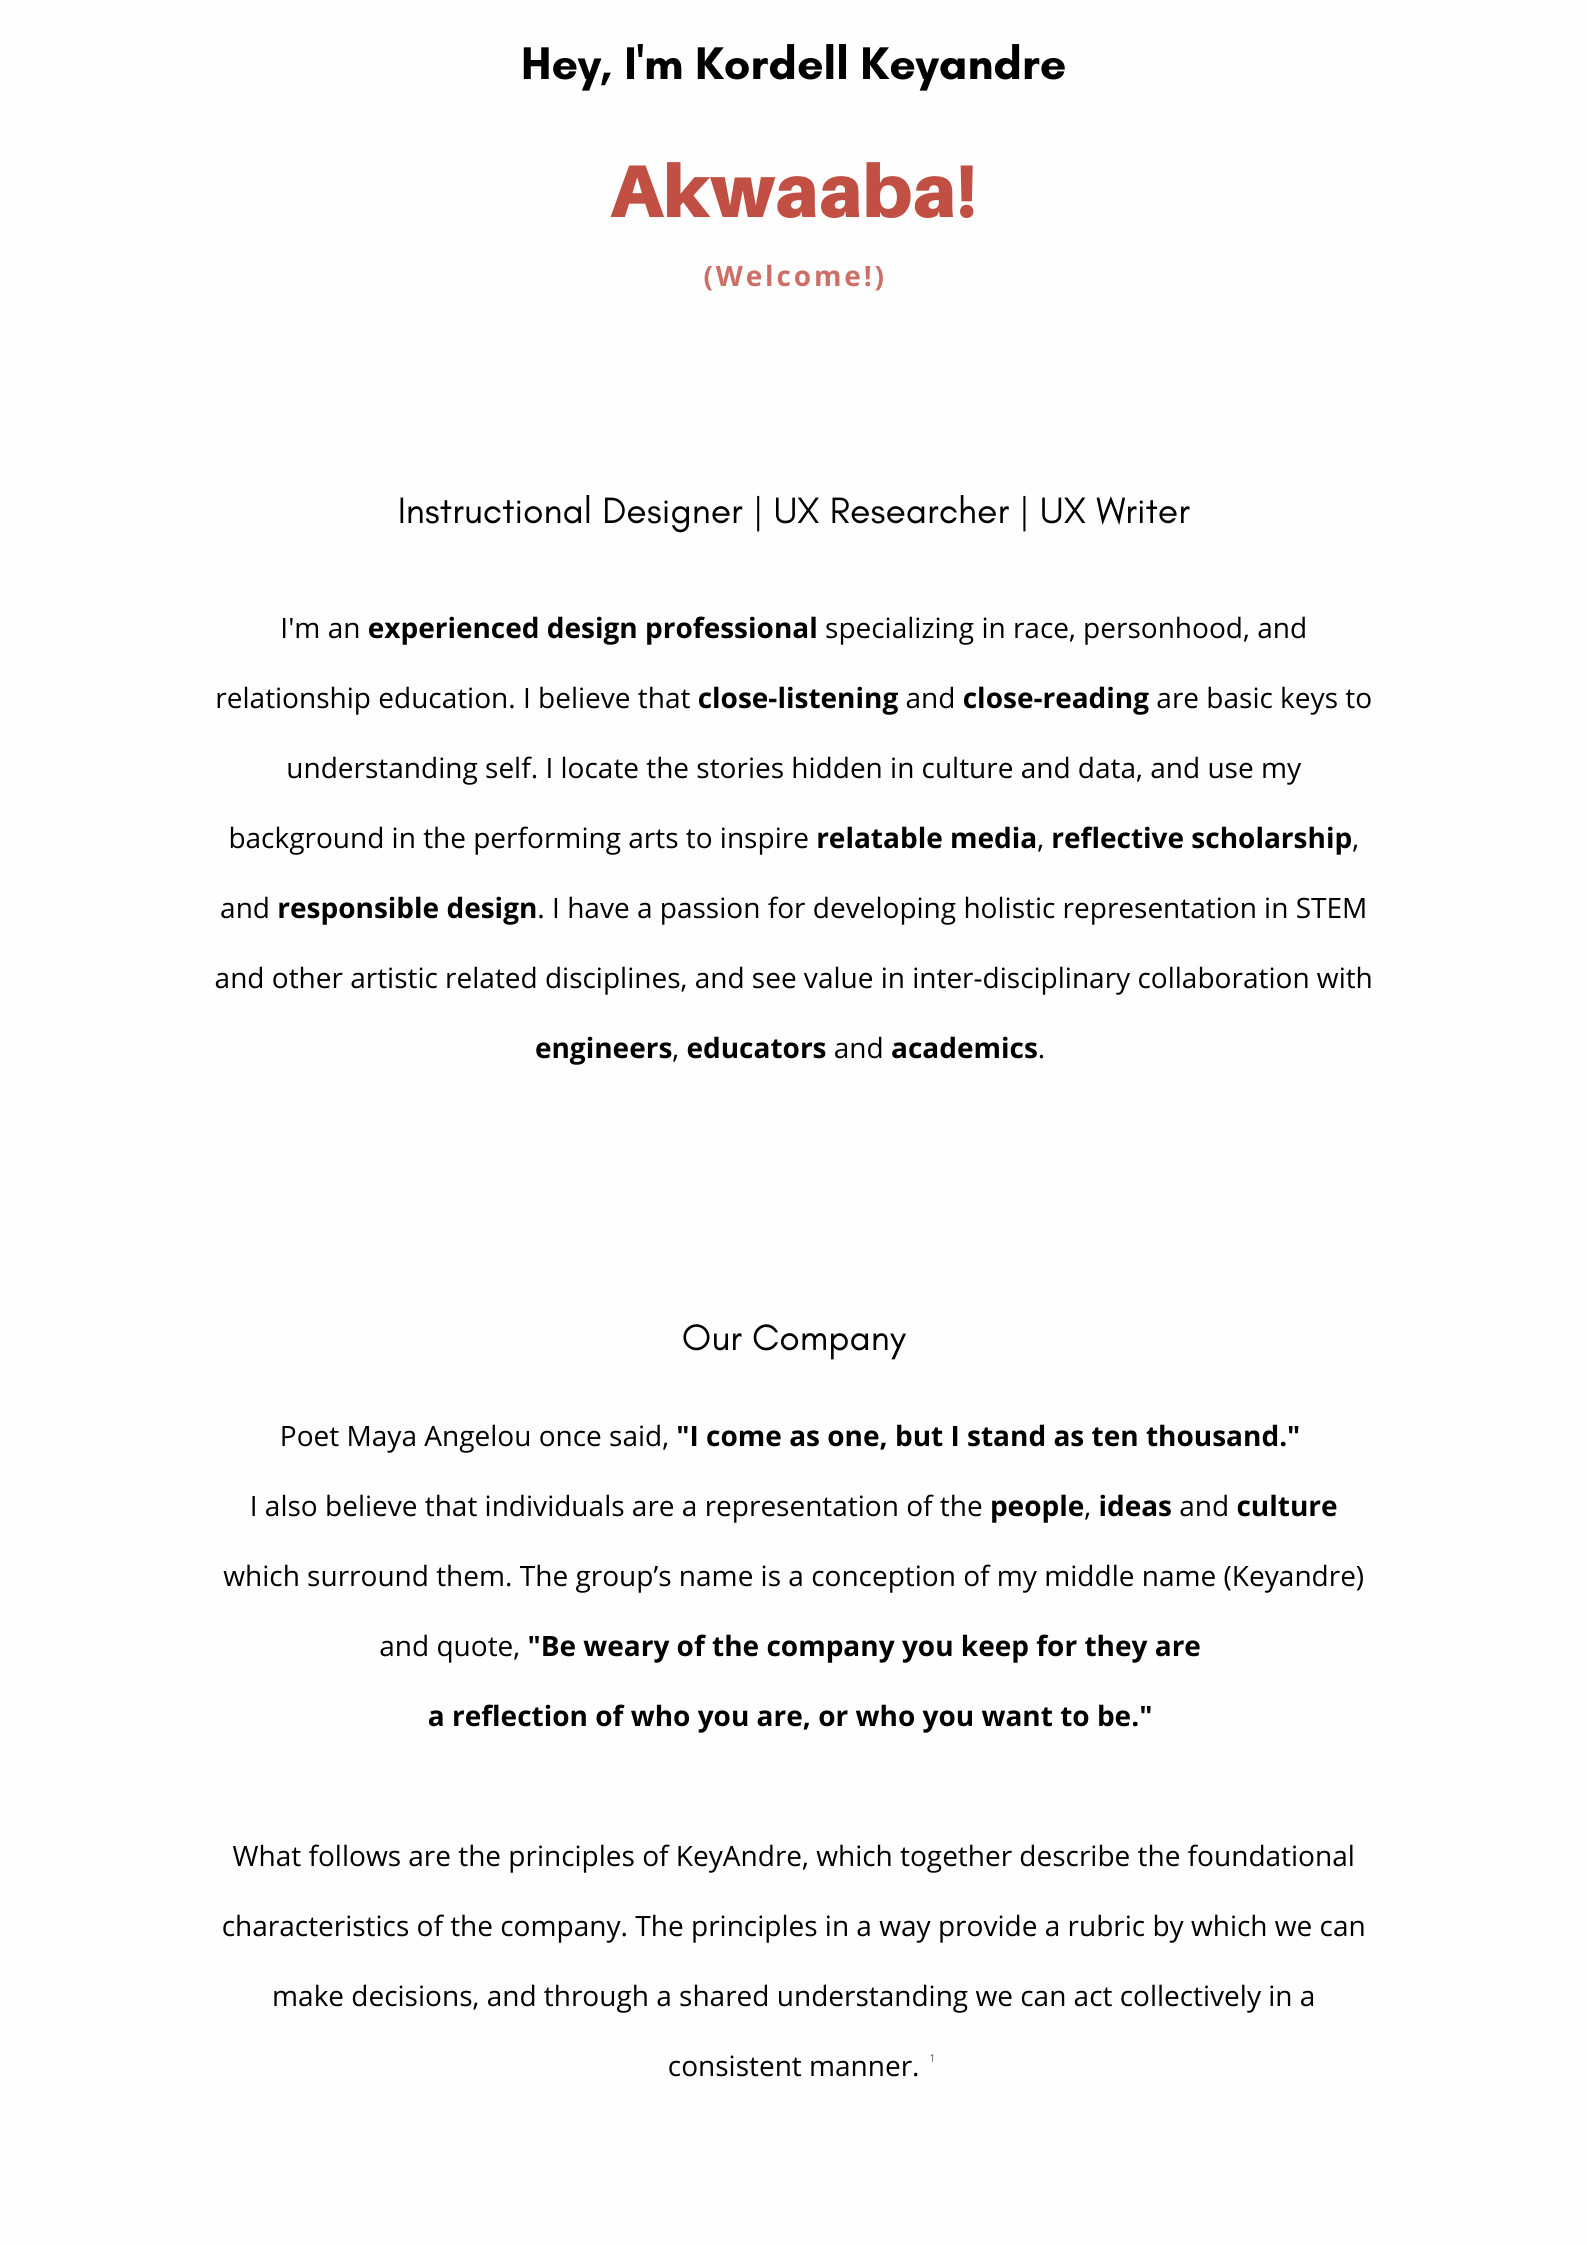 Hey, I'm Kordell Keyandre
Akwaaba!
(Welcome!)
Instructional Designer | UX Researcher | UX Writer
I'm an experienced design professional specializing in race, personhood, and
relationship education. I believe that close-listening and close-reading are basic keys to
understanding self. I locate the stories hidden in culture and data, and use my
background in the performing arts to inspire relatable media, reflective scholarship,
and responsible design. I have a passion for developing holistic representation in STEM
and other artistic related disciplines, and see value in inter-disciplinary collaboration with
engineers, educators and academics.
Our Company
Poet Maya Angelou once said, "I come as one, but I stand as ten thousand."
I also believe that individuals are a representation of the people, ideas and culture
which surround them. The group’s name is a conception of my middle name (Keyandre)
and quote, "Be weary of the company you keep for they are
a reflection of who you are, or who you want to be."
What follows are the principles of KeyAndre, which together describe the foundational
characteristics of the company. The principles in a way provide a rubric by which we can
make decisions, and through a shared understanding we can act collectively in a
consistent manner. 1